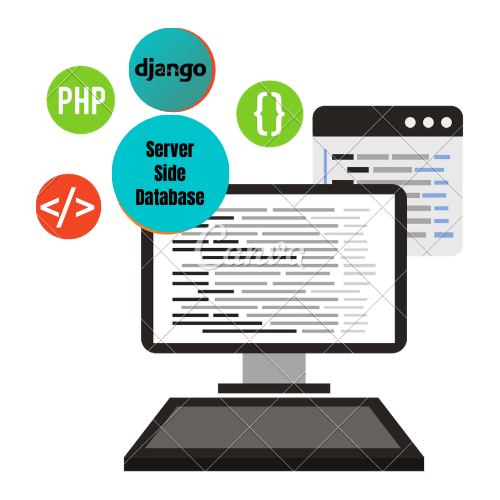 django
PHP
{}
Server
Side
Database
</>
Canva